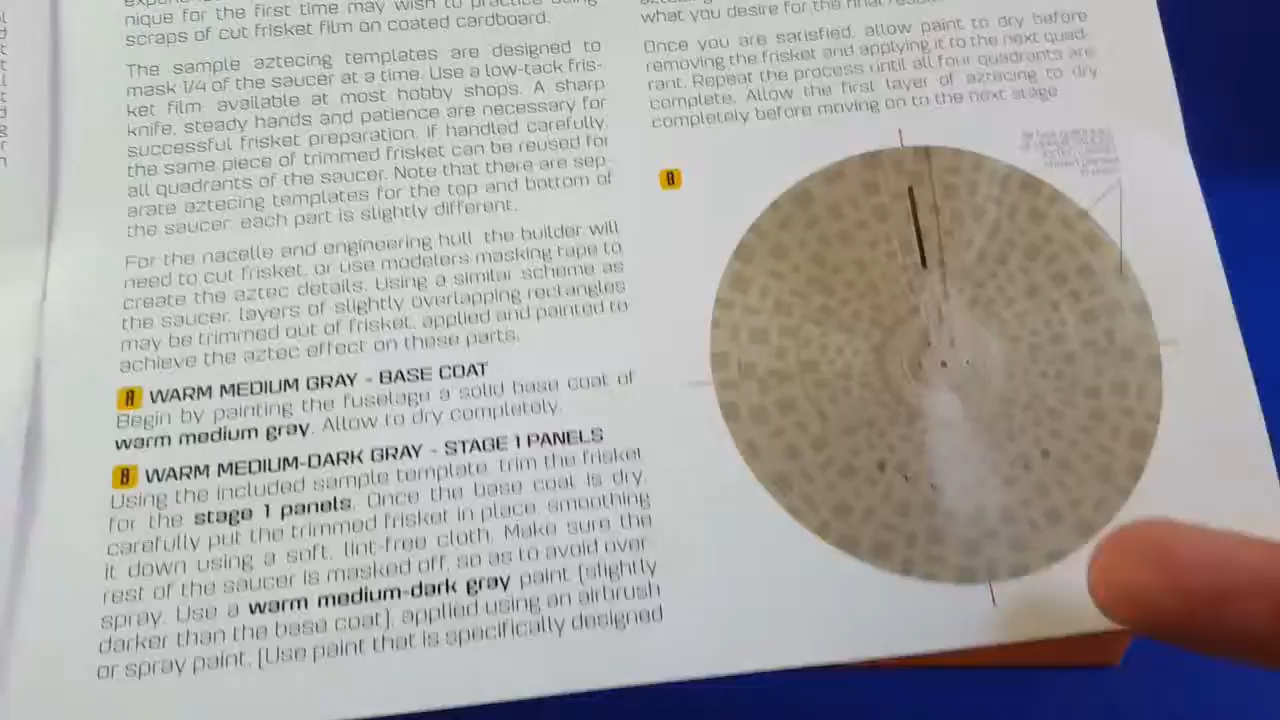 nique for the first time may wish to practice using
scraps of cut frisket film on coated cardboard.
The sample aztecing templates are designed to
mask 1/4 of the saucer at a time. Use a low-tack fris-
ket film, available at most hobby shops. A sharp
knife, steady hands and patience are necessary for
successful frisket preparation. If handled carefully,
the same piece of trimmed frisket can be reused for
all quadrants of the saucer. Note that there are sep-
arate aztecing templates for the top and bottom of
the saucer, each part is slightly different.
For the nacelle and engineering hull, the builder will
need to cut frisket, or use modelers masking tape to
create the aztec details. Using a similar scheme as
the saucer, layers of slightly overlapping rectangles
may be trimmed out of frisket, applied and painted to
achieve the aztec effect on these parts.
A WARM MEDIUM GRAY - BASE COAT
Begin by painting the fuselage a solid base coat of
warm medium gray. Allow to dry completely.
B WARM MEDIUM-DARK GRAY - STAGE 1 PANELS
Using the included sample template, trim the frisket
for the stage 1 panels. Once the base coat is dry,
carefully put the trimmed frisket in place, smoothing
it down using a soft, lint-free cloth. Make sure the
rest of the saucer is masked off, so as to avoid over
spray. Use a warm medium-dark gray paint (slightly
darker than the base coat), applied using an airbrush
or spray paint. (Use paint that is specifically designed
what you desire for the final
Once you are satisfied, allow paint to dry before
removing the frisket and applying it to the next quad-
rant. Repeat the process until all four quadrants are
complete. Allow the first layer of aztecing to dry
completely before moving on to the next stage
B